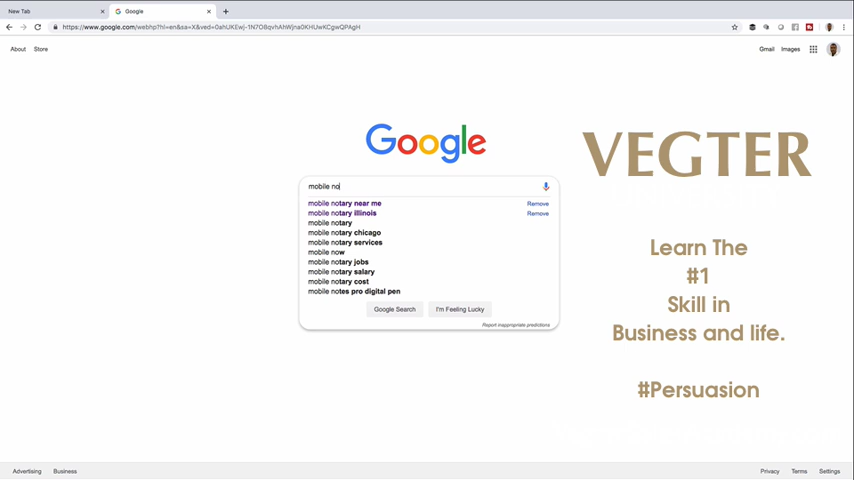 New Tab
Google
https://www.google.com/webhp?hl=en&sa=X&ved=0ahUKEwj-1N7O8qvhAhWjna0KHUwKCgwQPAgH
About Store
Gmail Images
Google
VEGTER
mobile no
mobile notary near me Remove
mobile notary illinois Remove
mobile notary
mobile notary chicago
mobile notary services
mobile now
mobile notary jobs
mobile notary salary
mobile notary cost
mobile notes pro digital pen
Google Search I'm Feeling Lucky
Report inappropriate predictions
Learn The
#1
Skill in
Business and life.
#Persuasion
Advertising Business
Privacy Terms Settings